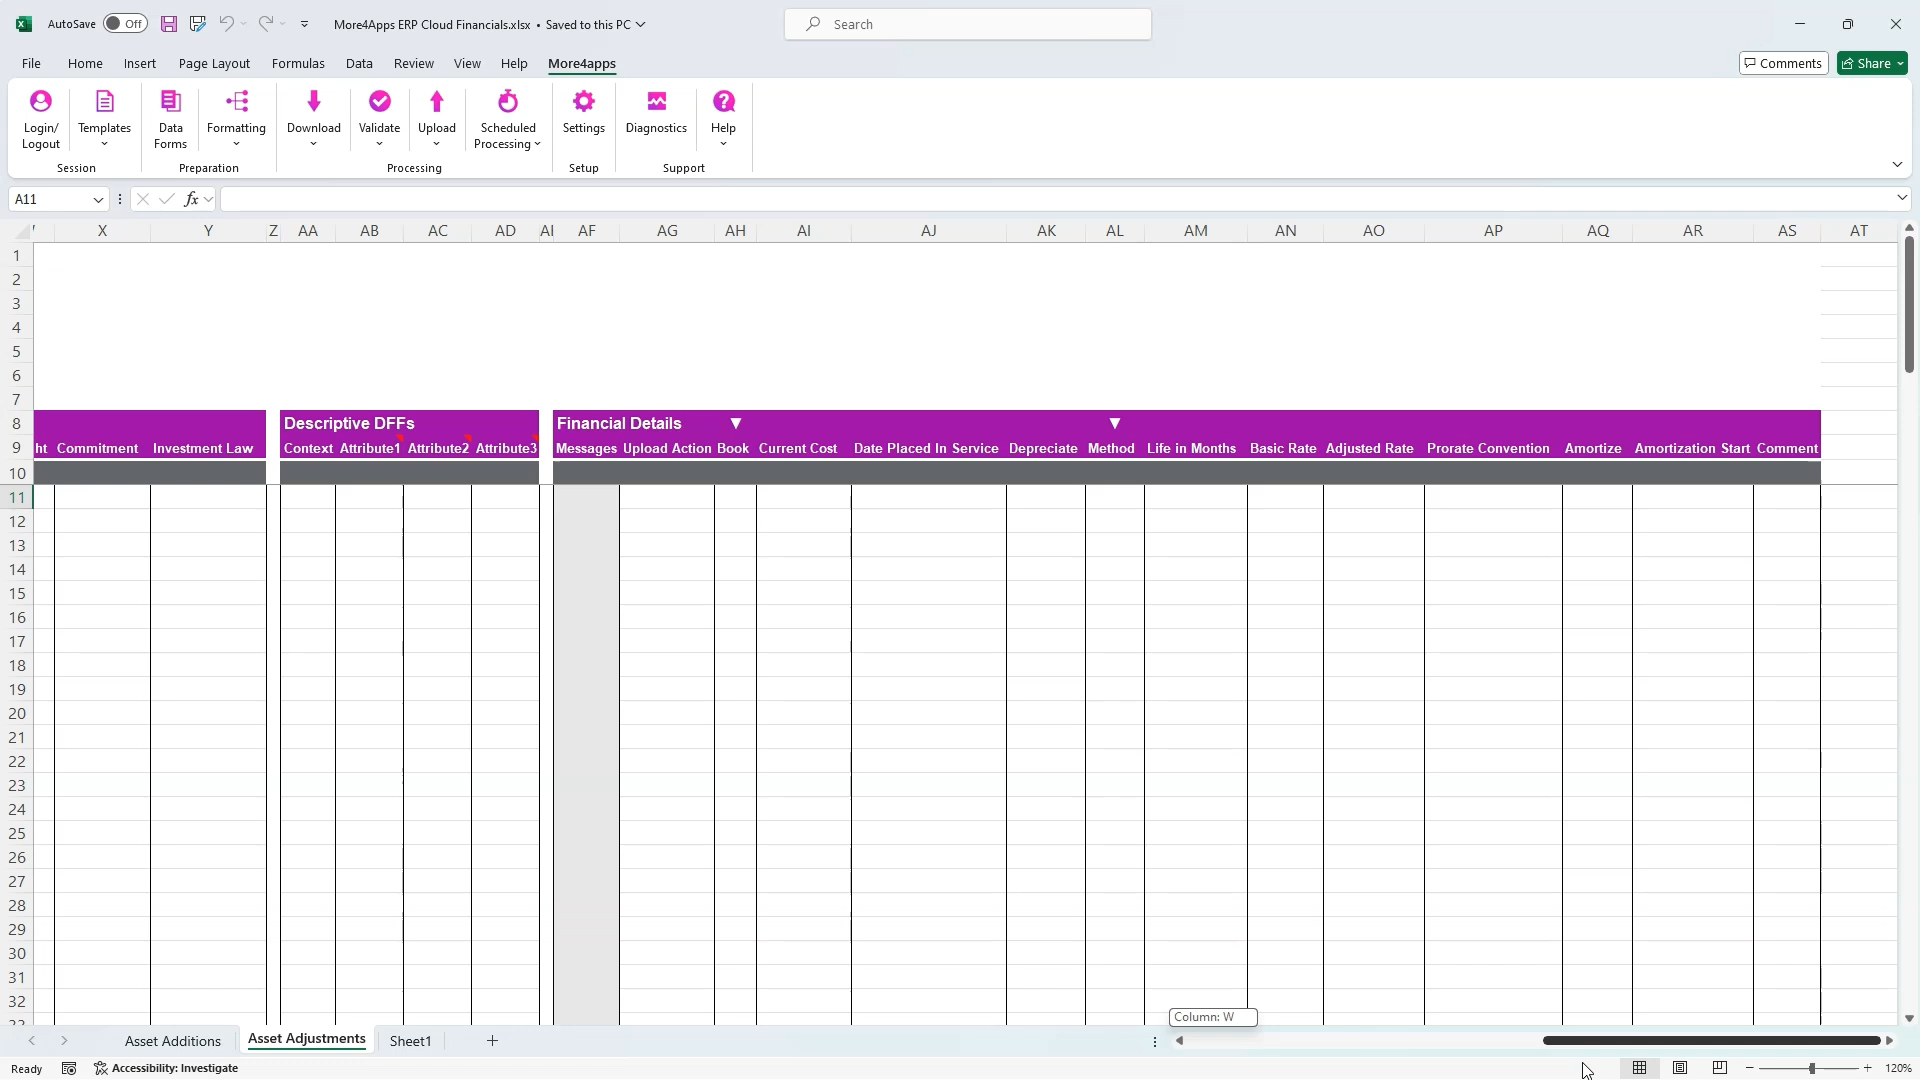 AutoSave Off More4Apps ERP Cloud Financials.xlsx • Saved to this PC Search
File Home Insert Page Layout Formulas Data Review View Help More4apps Comments Share
Login/ Logout Templates Data Forms Formatting Download Validate Upload Scheduled Processing Settings Diagnostics Help
Session Preparation Processing Setup Support
A11 fx
X Y Z AA AB AC AD AI AF AG AH AI AJ AK AL AM AN AO AP AQ AR AS AT
1
2
3
4
5
6
7
8 Descriptive DFFs Financial Details
9 ht Commitment Investment Law Context Attribute1 Attribute2 Attribute3 Messages Upload Action Book Current Cost Date Placed In Service Depreciate Method Life in Months Basic Rate Adjusted Rate Prorate Convention Amortize Amortization Start Comment
10
11
12
13
14
15
16
17
18
19
20
21
22
23
24
25
26
27
28
29
30
31
32
Column: W
Asset Additions Asset Adjustments Sheet1
Ready Accessibility: Investigate 120%